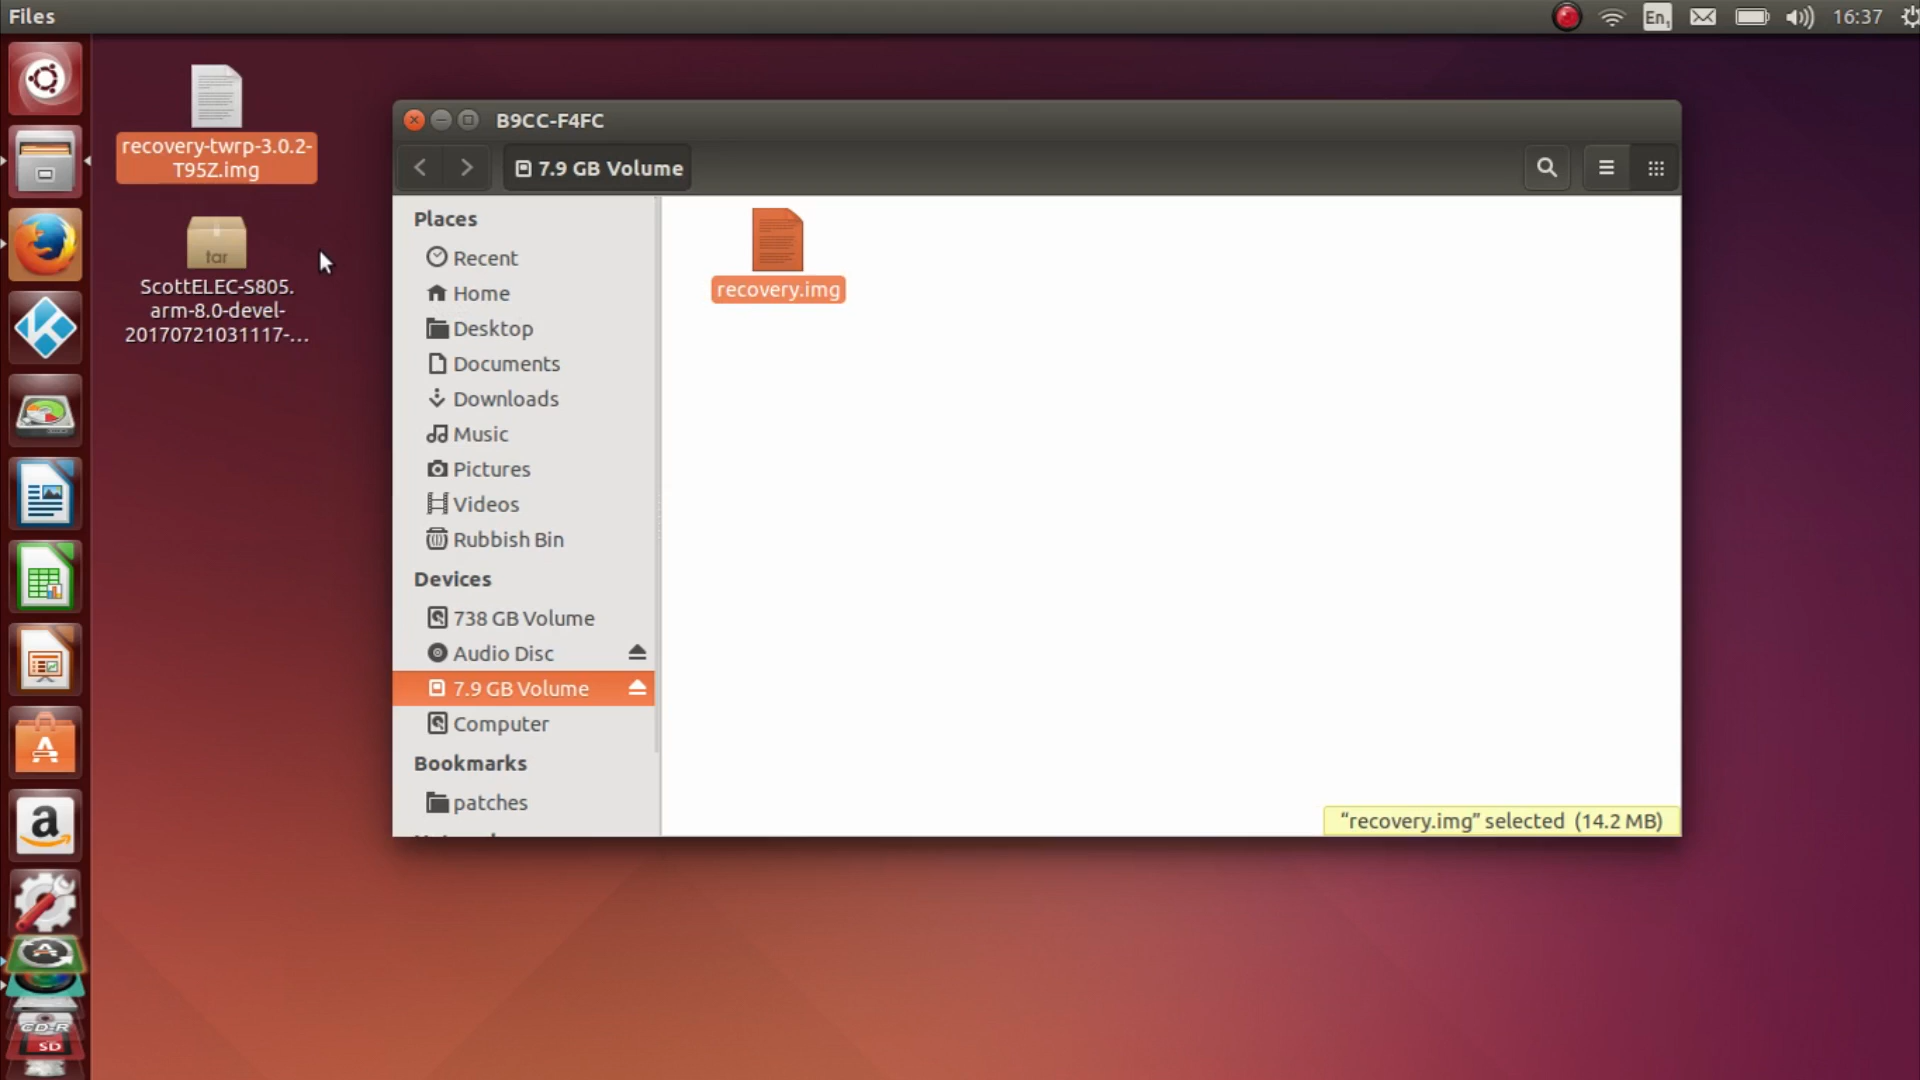 Files
En1
16:37
recovery-twrp-3.0.2-
T95Z.img
tar
ScottELEC-S805.
arm-8.0-devel-
20170721031117-...
B9CC-F4FC
7.9 GB Volume
Places
Recent
Home
Desktop
Documents
Downloads
Music
Pictures
Videos
Rubbish Bin
Devices
738 GB Volume
Audio Disc
7.9 GB Volume
Computer
Bookmarks
patches
recovery.img
“recovery.img” selected (14.2 MB)
a
CD-R
SD